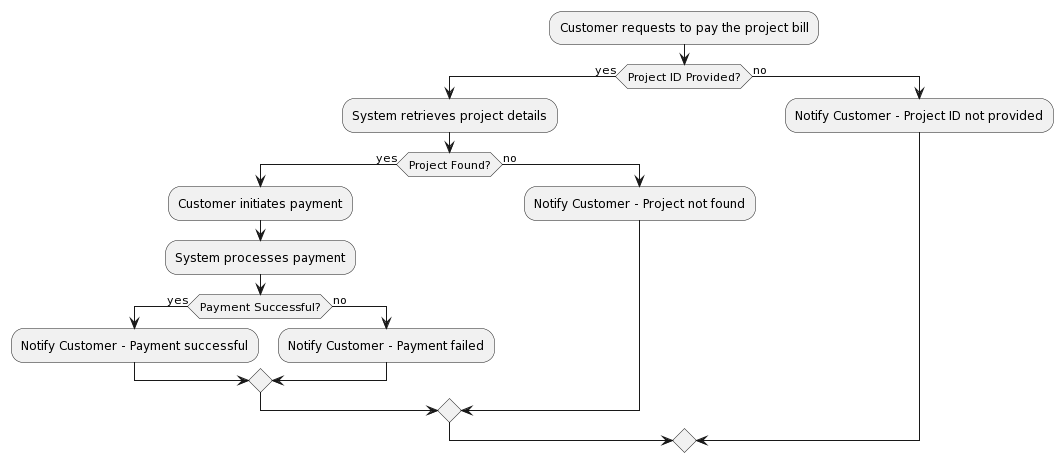 Customer requests to pay the project bill
yes
Project ID Provided?
no
System retrieves project details
Notify Customer - Project ID not provided
yes
Project Found?
no
Customer initiates payment
Notify Customer - Project not found
System processes payment
yes
Payment Successful?
no
Notify Customer - Payment successful
Notify Customer - Payment failed